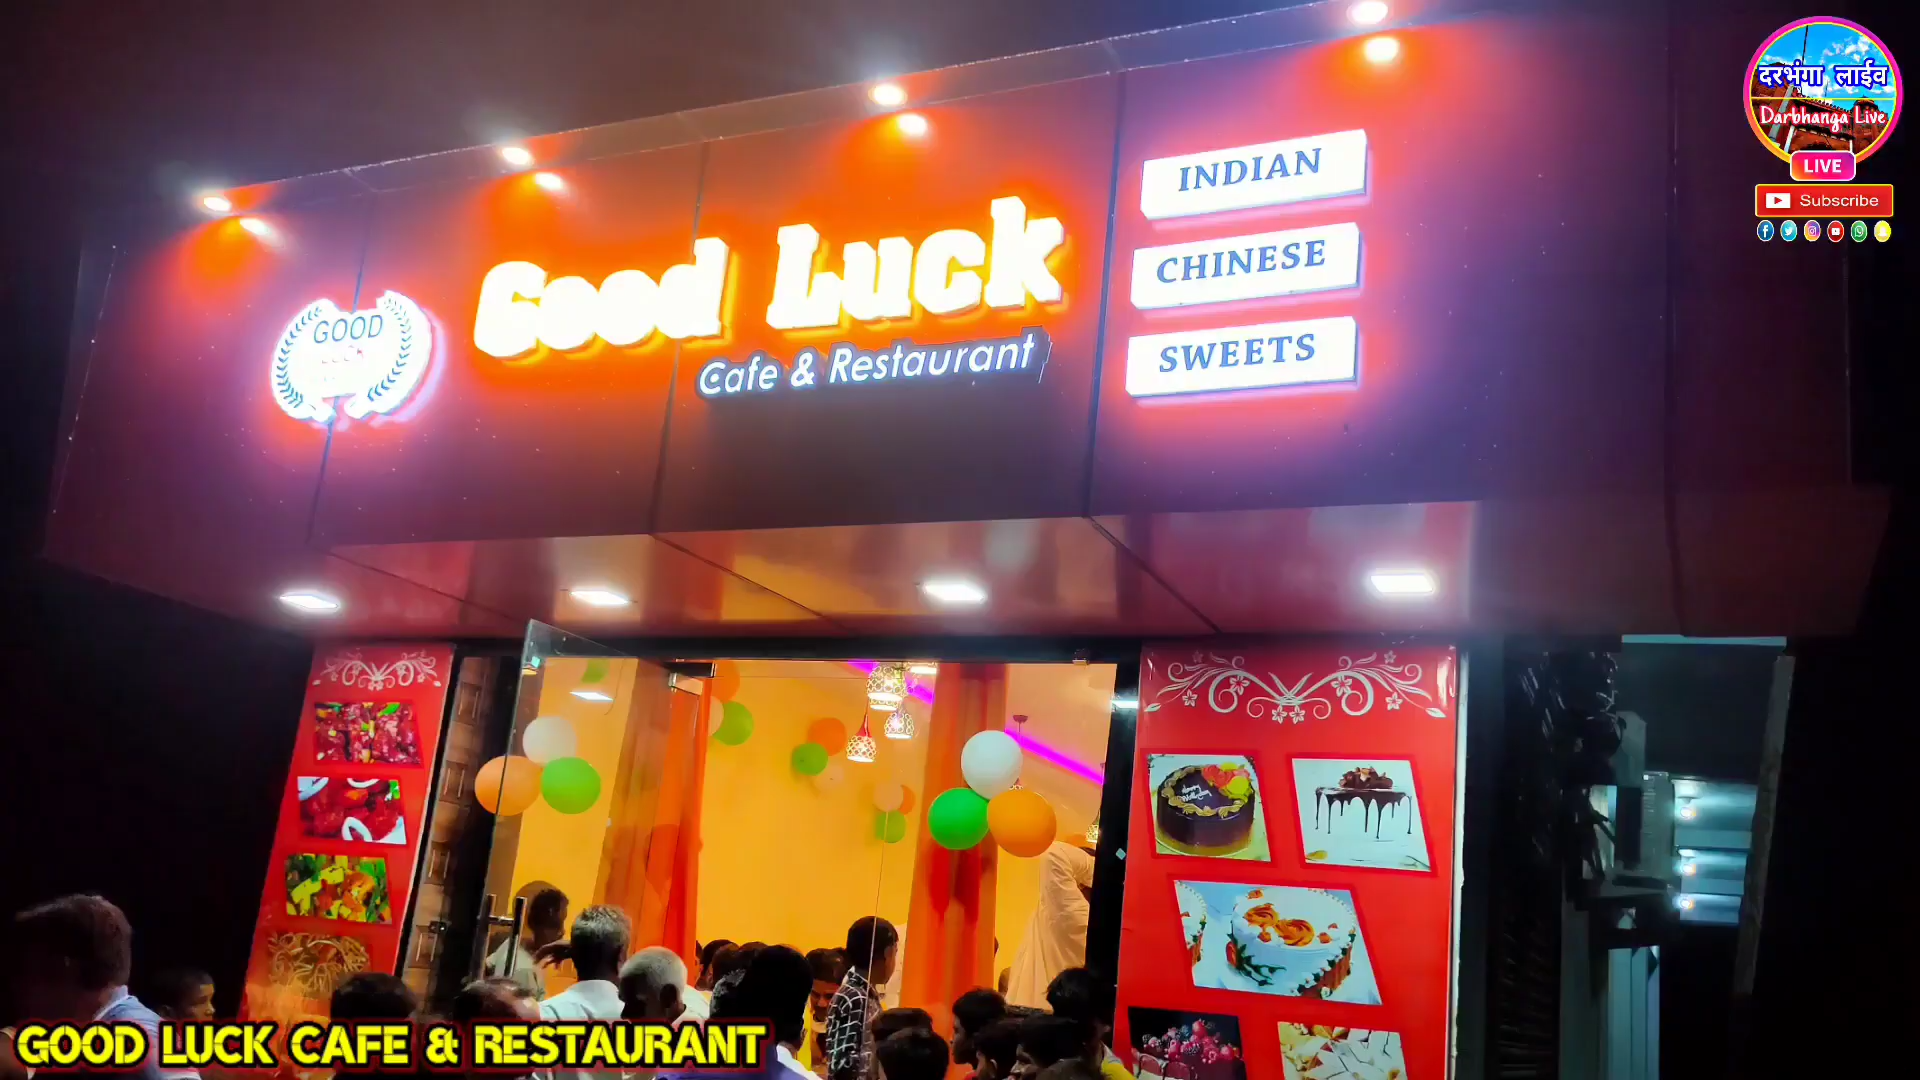 GOOD
Good Luck
Cafe & Restaurant
INDIAN
CHINESE
SWEETS
दरभंगा लाईव
Darbhanga Live
LIVE
Subscribe
GOOD LUCK CAFE & RESTAURANT